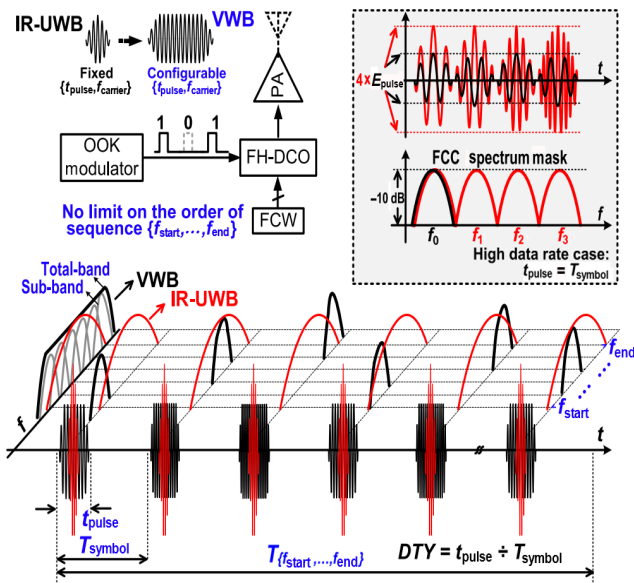 IR-UWB
VWB
Fixed
{tpulse,fcarrier}
Configurable
{fpulse,fcarrier}
PA
1 0 1
OOK
modulator
FH-DCO
FCW
No limit on the order of
sequence {fstart,...,fend}
4×Epulse
t
FCC spectrum mask
−10 dB
f
f0 f1 f2 f3
High data rate case:
tpulse = Tsymbol
Total-band
Sub-band
VWB
IR-UWB
fend
fstart
f
t
tpulse
Tsymbol
T{fstart,...,fend}
DTY = tpulse ÷ Tsymbol